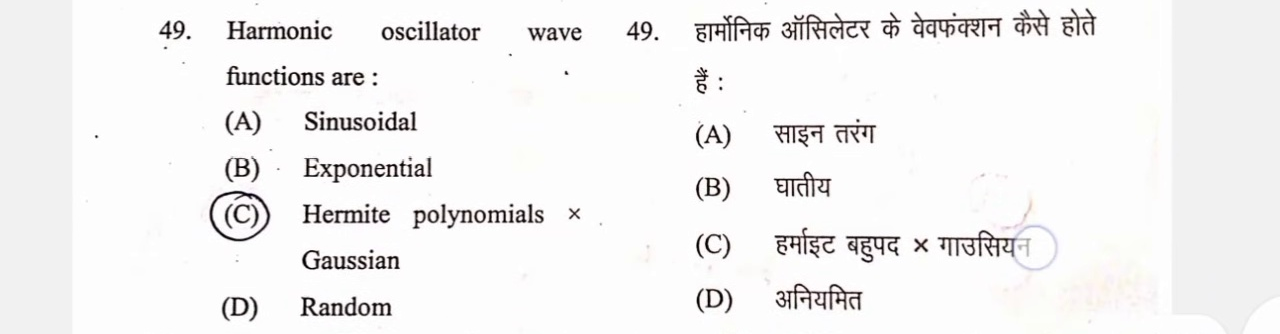 49. Harmonic oscillator wave
functions are :
(A) Sinusoidal
(B) Exponential
(C) Hermite polynomials ×
Gaussian
(D) Random
49. हार्मोनिक ऑसिलेटर के वेवफंक्शन कैसे होते
हैं :
(A) साइन तरंग
(B) घातीय
(C) हर्माइट बहुपद × गाउसियन
(D) अनियमित